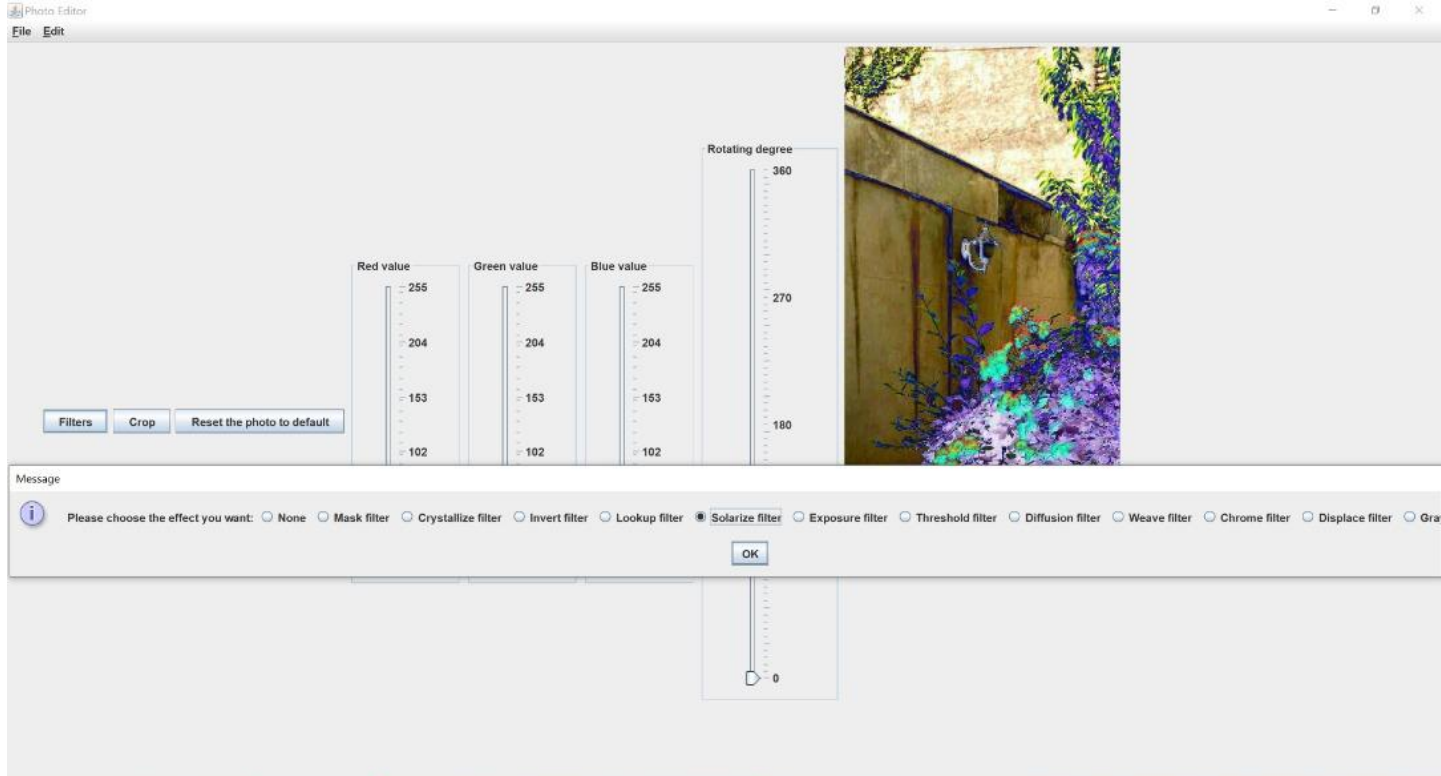 Photo Editor
File Edit
Rotating degree
360
270
180
0
Red value
255
204
153
102
Green value
255
204
153
102
Blue value
255
204
153
102
Filters Crop Reset the photo to default
Message
Please choose the effect you want: None Mask filter Crystallize filter Invert filter Lookup filter Solarize filter Exposure filter Threshold filter Diffusion filter Weave filter Chrome filter Displace filter Gra
OK